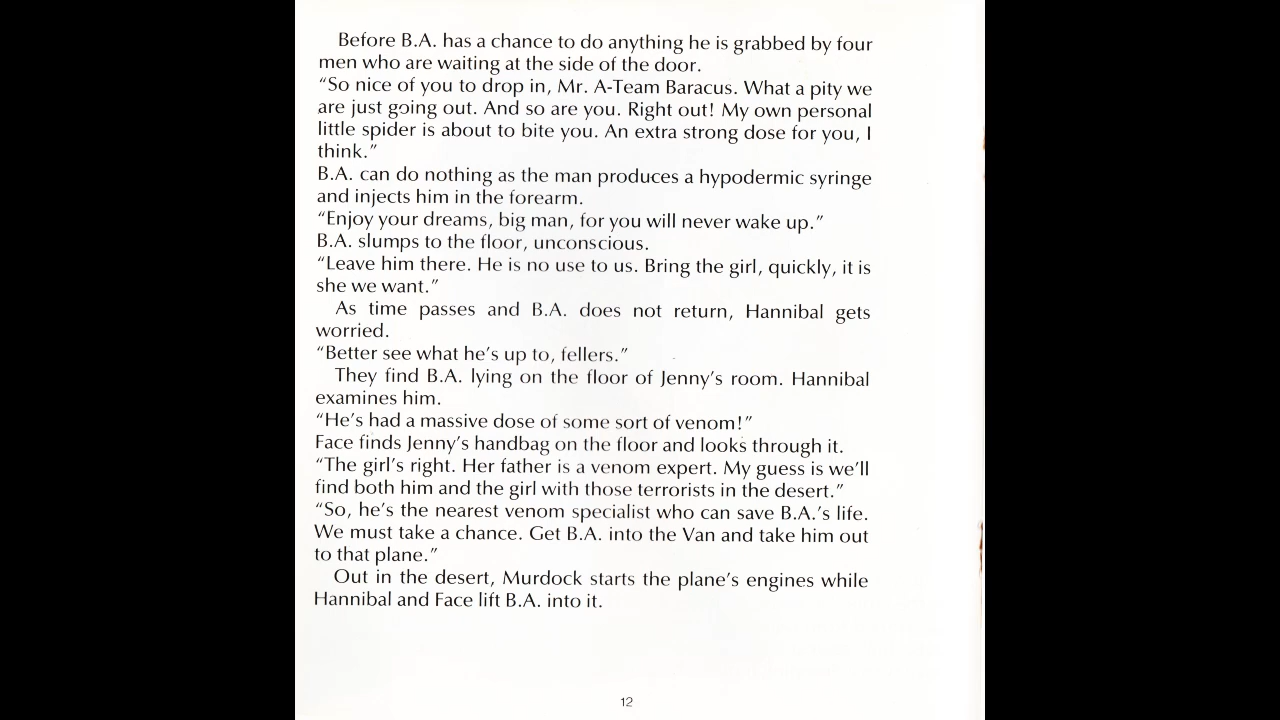 Before B.A. has a chance to do anything he is grabbed by four
men who are waiting at the side of the door.
“So nice of you to drop in, Mr. A-Team Baracus. What a pity we
are just going out. And so are you. Right out! My own personal
little spider is about to bite you. An extra strong dose for you, I
think.”
B.A. can do nothing as the man produces a hypodermic syringe
and injects him in the forearm.
“Enjoy your dreams, big man, for you will never wake up.”
B.A. slumps to the floor, unconscious.
“Leave him there. He is no use to us. Bring the girl, quickly, it is
she we want.”
As time passes and B.A. does not return, Hannibal gets
worried.
“Better see what he’s up to, fellers.”
They find B.A. lying on the floor of Jenny’s room. Hannibal
examines him.
“He’s had a massive dose of some sort of venom!”
Face finds Jenny’s handbag on the floor and looks through it.
“The girl’s right. Her father is a venom expert. My guess is we’ll
find both him and the girl with those terrorists in the desert.”
“So, he’s the nearest venom specialist who can save B.A.’s life.
We must take a chance. Get B.A. into the Van and take him out
to that plane.”
Out in the desert, Murdock starts the plane’s engines while
Hannibal and Face lift B.A. into it.
12